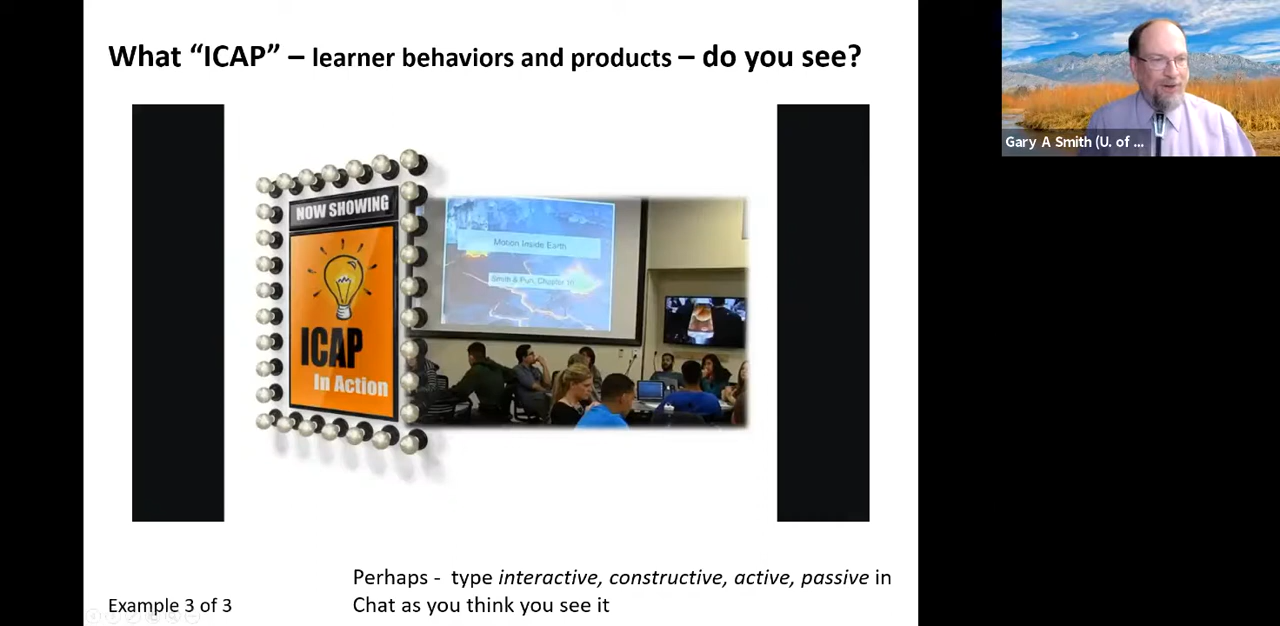 What “ICAP” – learner behaviors and products – do you see?
Gary A Smith (U. of ...
NOW SHOWING
ICAP
In Action
Motion Inside Earth
Smith & Pun, Chapter
Perhaps - type interactive, constructive, active, passive in
Chat as you think you see it
Example 3 of 3